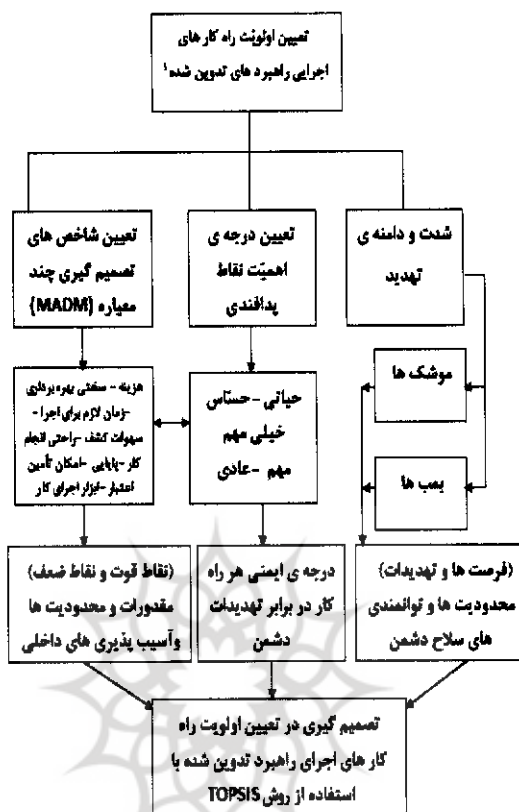 تعیین اولویّت راه کار های
اجرایی راهبرد های تدوین شده ۱
شدت و دامنه ی
تهدید
تعیین درجه ی
اهمیّت نقاط
پدافندی
تعیین شاخص های
تصمیم گیری چند
معیاره (MADM)
موشک ها
بمب ها
حیاتی -حسّاس
خیلی مهم
مهم -عادی
هزینه - سختی بهره برداری
-زمان لازم برای اجرا -
سهولت کشف -راحتی انجام
کار -پایایی -امکان تأمین
اعتبار -ابزار اجرای کار
(فرصت ها و تهدیدات)
محدودیت ها و توانمندی
های سلاح دشمن
درجه ی ایمنی هر راه
کار در برابر تهدیدات
دشمن
(نقاط قوت و نقاط ضعف)
مقدورات و محدودیت ها
وآسیب پذیری های داخلی
تصمیم گیری در تعیین اولویت راه
کار های اجرای راهبرد تدوین شده با
استفاده از روش TOPSIS